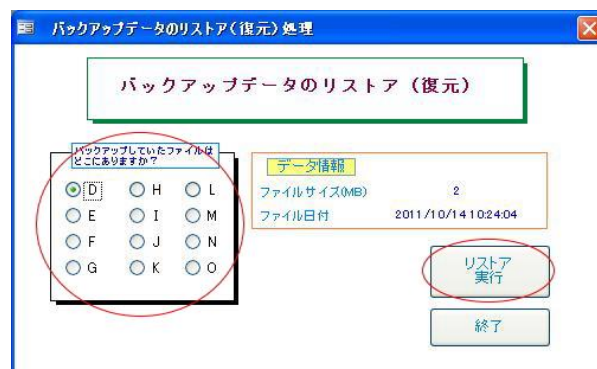 バックアップデータのリストア(復元)処理
バックアップデータのリストア（復元）
バックアップしていたファイルは
どこにありますか？
D H L
E I M
F J N
G K O
データ情報
ファイルサイズ(MB) 2
ファイル日付 2011/10/14 10:24:04
リストア
実行
終了